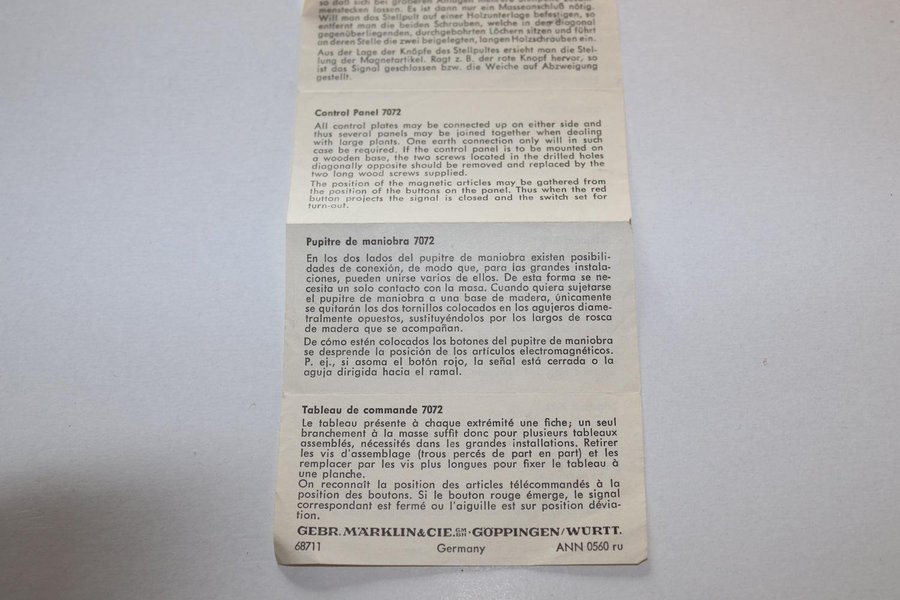 so daß sich bei größeren Anlagen mehrere Stellpulte zusam-
menstecken lassen. Es ist dann nur ein Masseanschluß nötig.
Will man das Stellpult auf einer Holzunterlage befestigen, so
entfernt man die beiden Schrauben, welche in den diagonal
gegenüberliegenden, durchgebohrten Löchern sitzen und führt
an deren Stelle die zwei beigelegten, langen Holzschrauben ein.
Aus der Lage der Knöpfe des Stellpultes ersieht man die Stel-
lung der Magnetartikel. Ragt z. B. der rote Knopf hervor, so
ist das Signal geschlossen bzw. die Weiche auf Abzweigung
gestellt.
Control Panel 7072
All control plates may be connected up on either side and
thus several panels may be joined together when dealing
with large plants. One earth connection only will in such
case be required. If the control panel is to be mounted on
a wooden base, the two screws located in the drilled holes
diagonally opposite should be removed and replaced by the
two long wood screws supplied.
The position of the magnetic articles may be gathered from
the position of the buttons on the panel. Thus when the red
button projects the signal is closed and the switch set for
turn-out.
Pupitre de maniobra 7072
En los dos lados del pupitre de maniobra existen posibili-
dades de conexión, de modo que, para las grandes instala-
ciones, pueden unirse varios de ellos. De esta forma se ne-
cesita un solo contacto con la masa. Cuando quiera sujetarse
el pupitre de maniobra a una base de madera, únicamente
se quitarán los dos tornillos colocados en los agujeros diame-
tralmente opuestos, sustituyéndolos por los largos de rosca
de madera que se acompañan.
De cómo estén colocados los botones del pupitre de maniobra
se desprende la posición de los artículos electromagnéticos.
P. ej., si asoma el botón rojo, la señal está cerrada o la
aguja dirigida hacia el ramal.
Tableau de commande 7072
Le tableau présente à chaque extrémité une fiche; un seul
branchement à la masse suffit donc pour plusieurs tableaux
assemblés, nécessités dans les grandes installations. Retirer
les vis d'assemblage (trous percés de part en part) et les
remplacer par les vis plus longues pour fixer le tableau à
une planche.
On reconnaît la position des articles télécommandés à la
position des boutons. Si le bouton rouge émerge, le signal
correspondant est fermé ou l'aiguille est sur position dévia-
tion.
GEBR. MÄRKLIN & CIE. GMBH · GÖPPINGEN/WÜRTT.
68711 Germany ANN 0560 ru